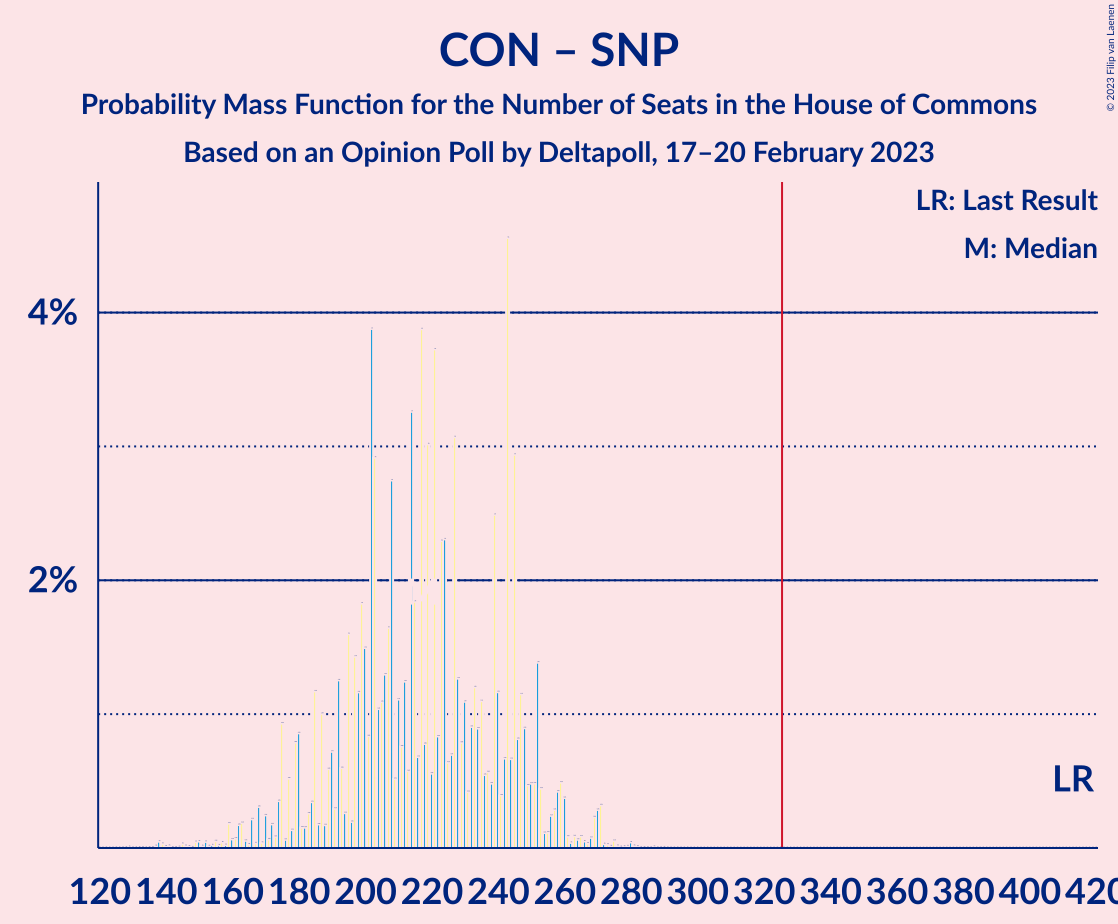 CON – SNP
Probability Mass Function for the Number of Seats in the House of Commons
Based on an Opinion Poll by Deltapoll, 17–20 February 2023
© 2023 Filip van Laenen
LR: Last Result
M: Median
4%
2%
LR
120 140 160 180 200 220 240 260 280 300 320 340 360 380 400 420